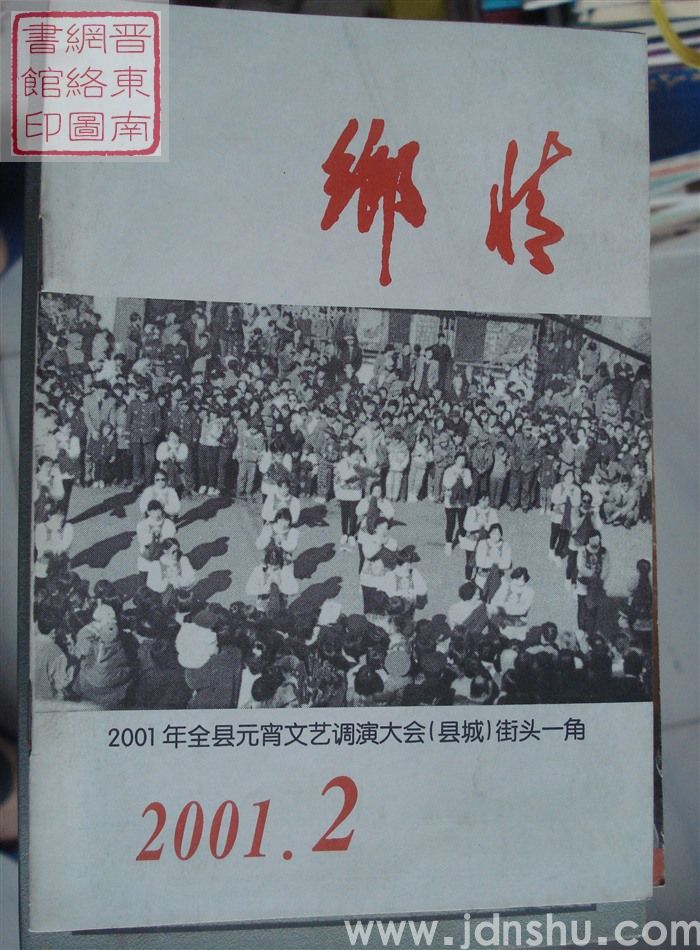 晋東南
網絡圖
書館印
鄉情
2001年全县元宵文艺调演大会(县城)街头一角
2001.2
www.jdnshu.com